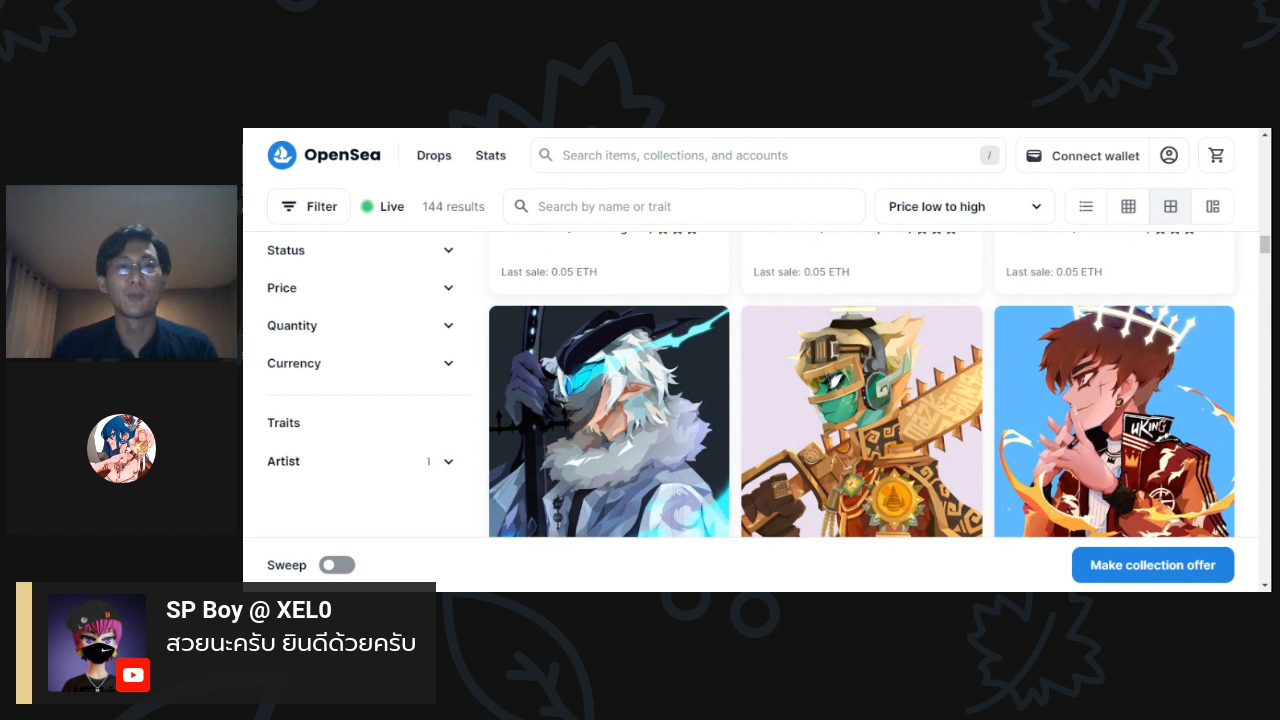 OpenSea
Drops
Stats
Search items, collections, and accounts
/
Connect wallet
Filter
Live
144 results
Search by name or trait
Price low to high
Status
Last sale: 0.05 ETH
Last sale: 0.05 ETH
Last sale: 0.05 ETH
Price
Quantity
Currency
Traits
Artist
1
UKING
Sweep
Make collection offer
SP Boy @ XEL0
สวยนะครับ ยินดีด้วยครับ